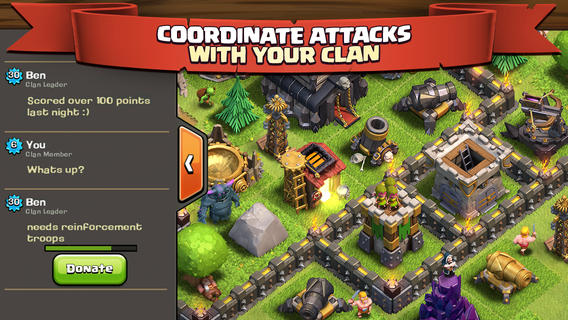 COORDINATE ATTACKS
WITH YOUR CLAN
30 Ben
Clan Leader
Scored over 100 points
last night :)
6 You
Clan Member
Whats up?
30 Ben
Clan Leader
needs reinforcement
troops
Donate